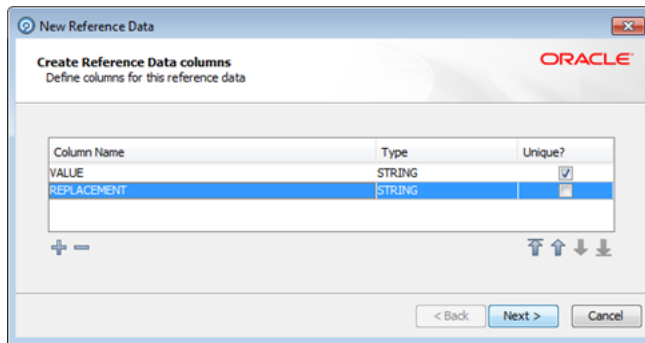 New Reference Data
Create Reference Data columns
Define columns for this reference data
ORACLE
Column Name Type Unique?
VALUE STRING
REPLACEMENT STRING
< Back Next > Cancel